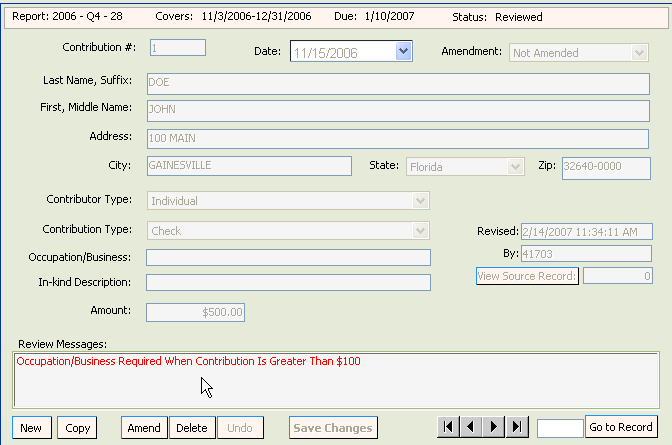 Report: 2006 - Q4 - 28 Covers: 11/3/2006-12/31/2006 Due: 1/10/2007 Status: Reviewed
Contribution #: 1 Date: 11/15/2006 Amendment: Not Amended
Last Name, Suffix: DOE
First, Middle Name: JOHN
Address: 100 MAIN
City: GAINESVILLE State: Florida Zip: 32640-0000
Contributor Type: Individual
Contribution Type: Check Revised: 2/14/2007 11:34:11 AM
Occupation/Business: By: 41703
In-kind Description: View Source Record: 0
Amount: $500.00
Review Messages:
Occupation/Business Required When Contribution Is Greater Than $100
New Copy Amend Delete Undo Save Changes Go to Record